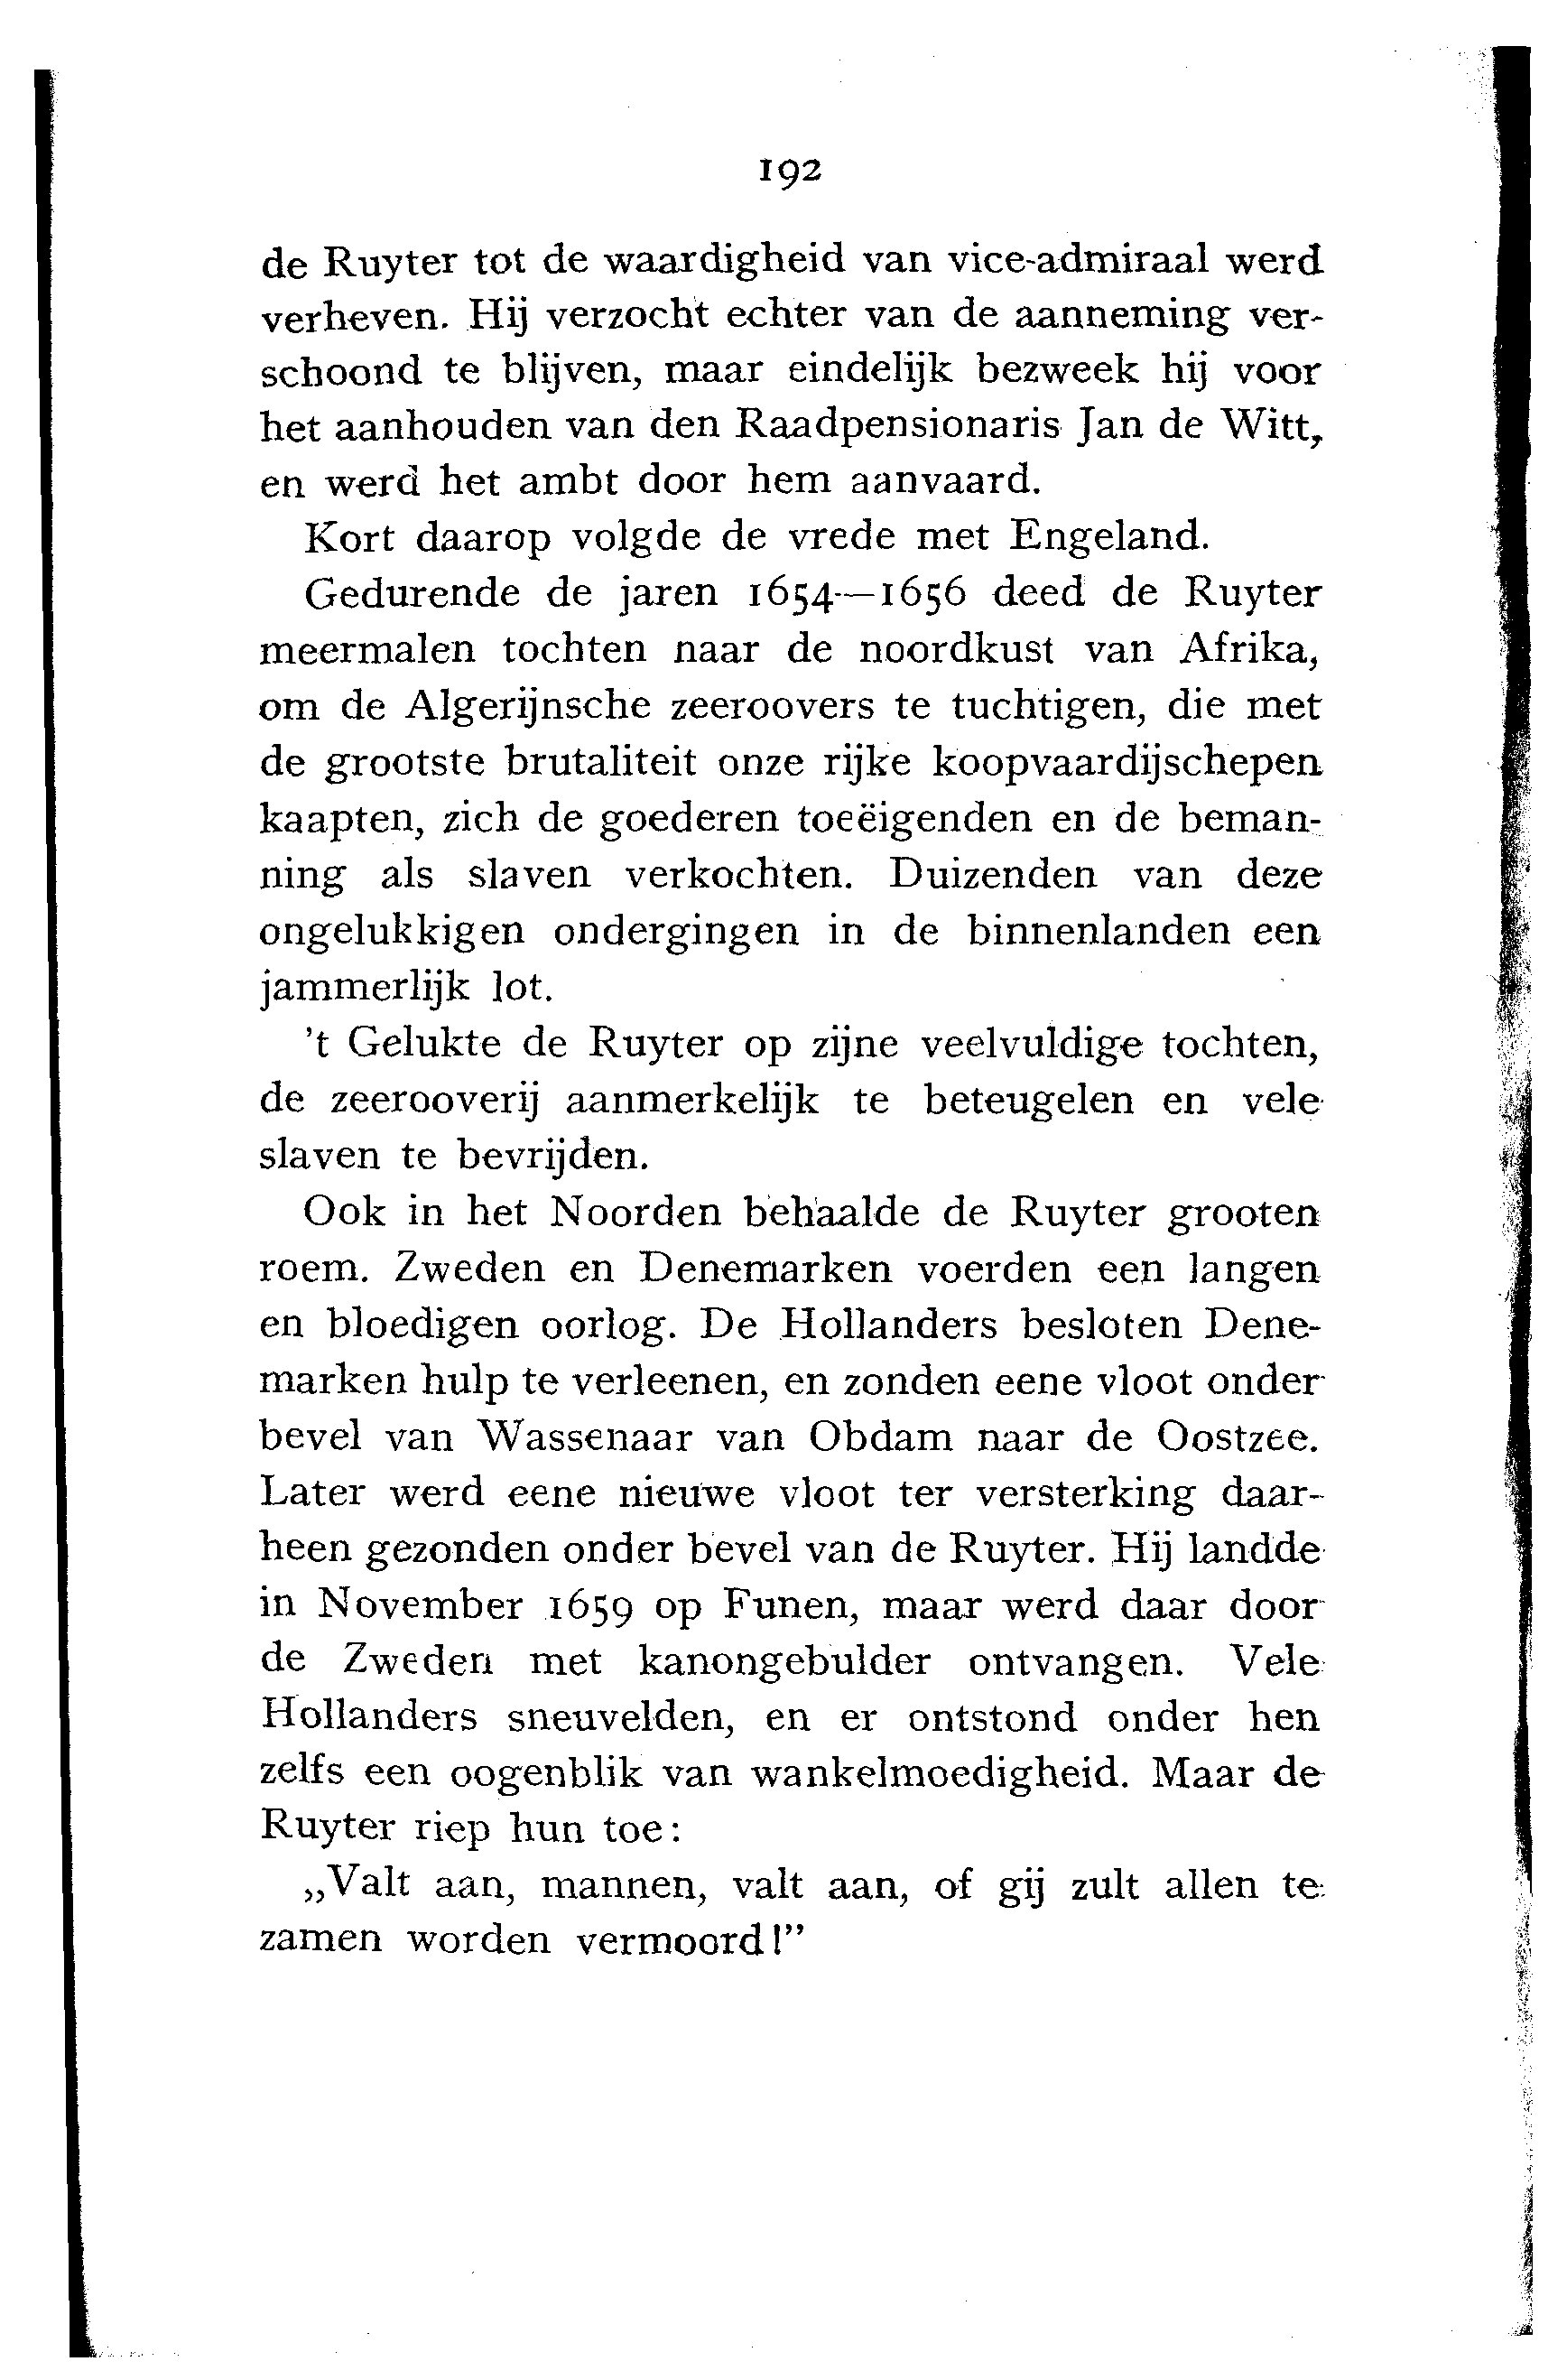 192
de Ruyter tot de waardigheid van vice-admiraal werd
verheven. Hij verzocht echter van de aanneming ver-
schoond te blijven, maar eindelijk bezweek hij voor
het aanhouden van den Raadpensionaris Jan de Witt,
en werd het ambt door hem aanvaard.
Kort daarop volgde de vrede met Engeland.
Gedurende de jaren 1654—1656 deed de Ruyter
meermalen tochten naar de noordkust van Afrika,
om de Algerijnsche zeeroovers te tuchtigen, die met
de grootste brutaliteit onze rijke koopvaardijschepen
kaapten, zich de goederen toeëigenden en de beman-
ning als slaven verkochten. Duizenden van deze
ongelukkigen ondergingen in de binnenlanden een
jammerlijk lot.
't Gelukte de Ruyter op zijne veelvuldige tochten,
de zeerooverij aanmerkelijk te beteugelen en vele
slaven te bevrijden.
Ook in het Noorden behaalde de Ruyter grooten
roem. Zweden en Denemarken voerden een langen
en bloedigen oorlog. De Hollanders besloten Dene-
marken hulp te verleenen, en zonden eene vloot onder
bevel van Wassenaar van Obdam naar de Oostzee.
Later werd eene nieuwe vloot ter versterking daar-
heen gezonden onder bevel van de Ruyter. Hij landde
in November 1659 op Funen, maar werd daar door
de Zweden met kanongebulder ontvangen. Vele
Hollanders sneuvelden, en er ontstond onder hen
zelfs een oogenblik van wankelmoedigheid. Maar de
Ruyter riep hun toe:
„Valt aan, mannen, valt aan, of gij zult allen te
zamen worden vermoord!”